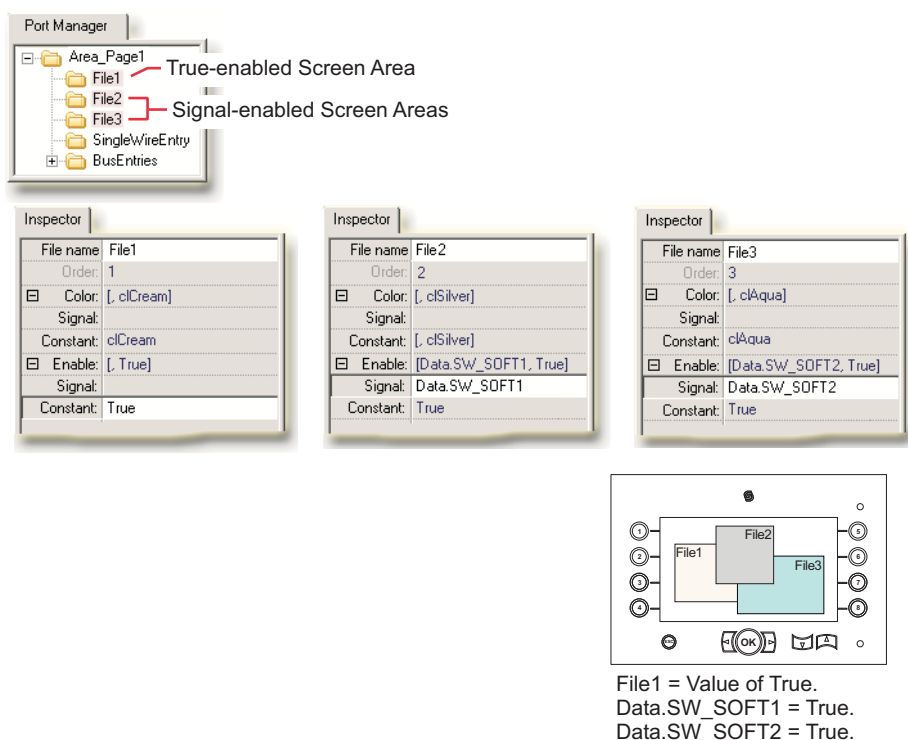 Port Manager
Area_Page1
File1
True-enabled Screen Area
File2
Signal-enabled Screen Areas
File3
SingleWireEntry
BusEntries
Inspector
File name File1
Order: 1
Color: [, clCream]
Signal:
Constant: clCream
Enable: [, True]
Signal:
Constant: True
Inspector
File name File2
Order: 2
Color: [, clSilver]
Signal:
Constant: [, clSilver]
Enable: [Data.SW_SOFT1, True]
Signal: Data.SW_SOFT1
Constant: True
Inspector
File name File3
Order: 3
Color: [, clAqua]
Signal:
Constant: clAqua
Enable: [Data.SW_SOFT2, True]
Signal: Data.SW_SOFT2
Constant: True
1
2
3
4
File1
File2
File3
5
6
7
8
ESC
OK
File1 = Value of True.
Data.SW_SOFT1 = True.
Data.SW_SOFT2 = True.